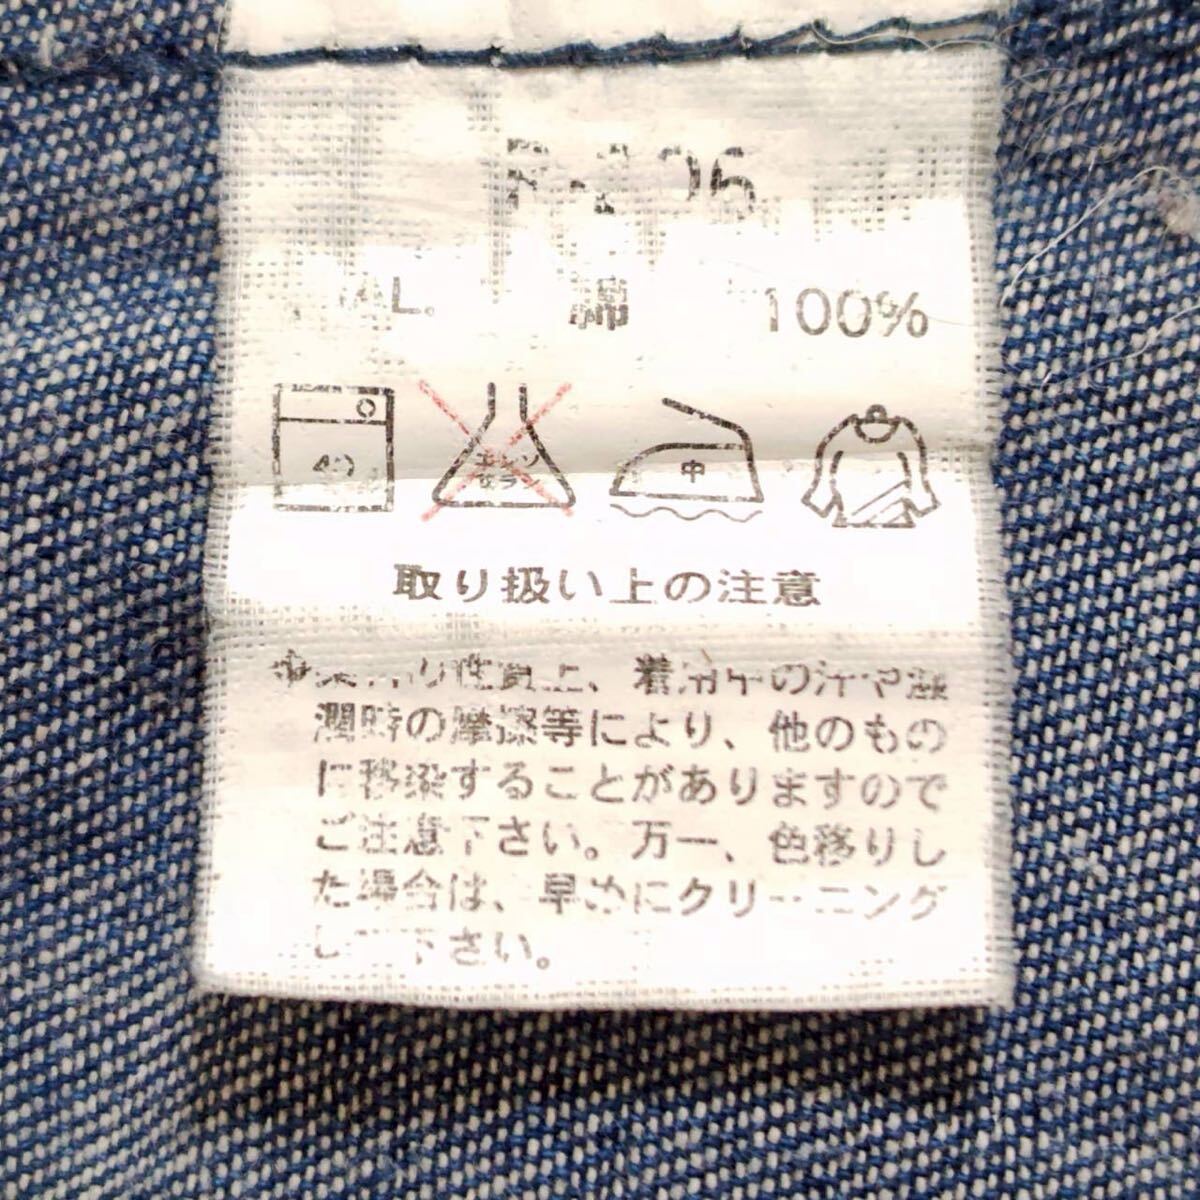 綿 100%
40
中
取り扱い上の注意
性質上、着用中の汗や湿
潤時の摩擦等により、他のもの
に移染することがありますので
ご注意下さい。万一、色移りし
た場合は、早めにクリーニング
下さい。